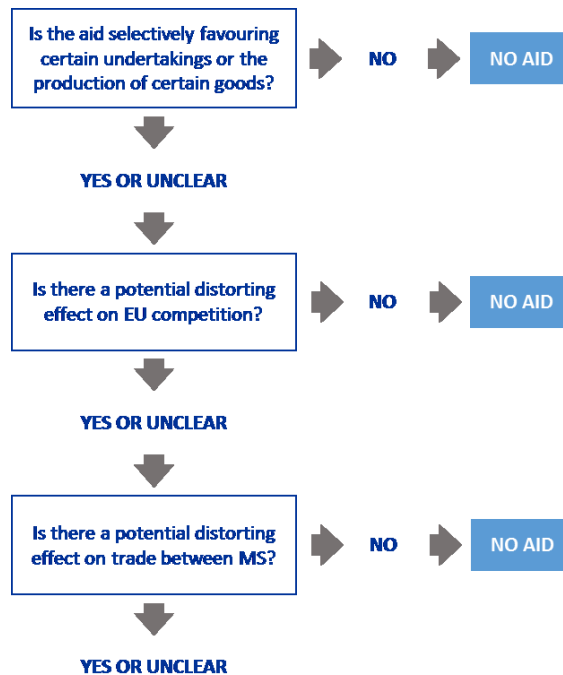 Is the aid selectively favouring
certain undertakings or the
production of certain goods?
NO
NO AID
YES OR UNCLEAR
Is there a potential distorting
effect on EU competition?
NO
NO AID
YES OR UNCLEAR
Is there a potential distorting
effect on trade between MS?
NO
NO AID
YES OR UNCLEAR